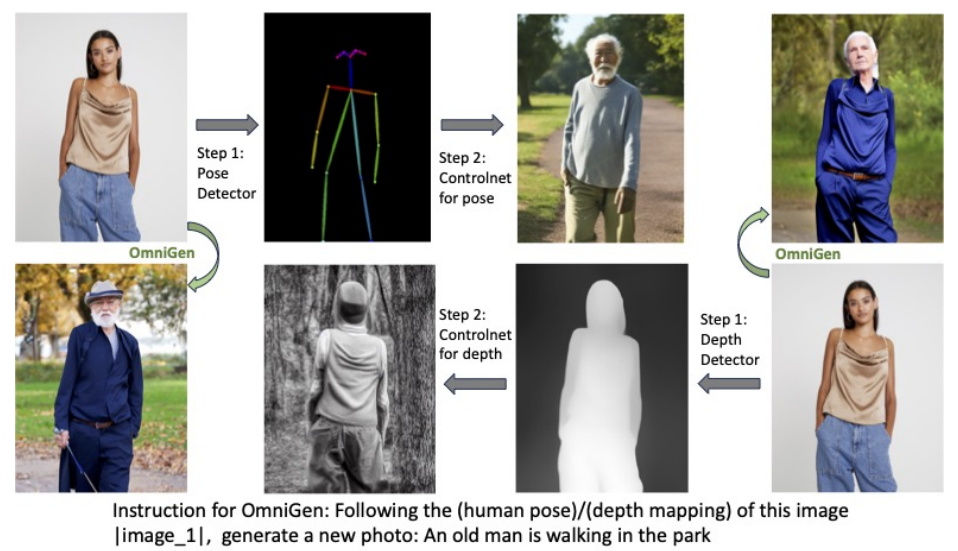 Step 1:
Pose
Detector
Step 2:
Controlnet
for pose
OmniGen
OmniGen
Step 2:
Controlnet
for depth
Step 1:
Depth
Detector
Instruction for OmniGen: Following the (human pose)/(depth mapping) of this image
|image_1|, generate a new photo: An old man is walking in the park